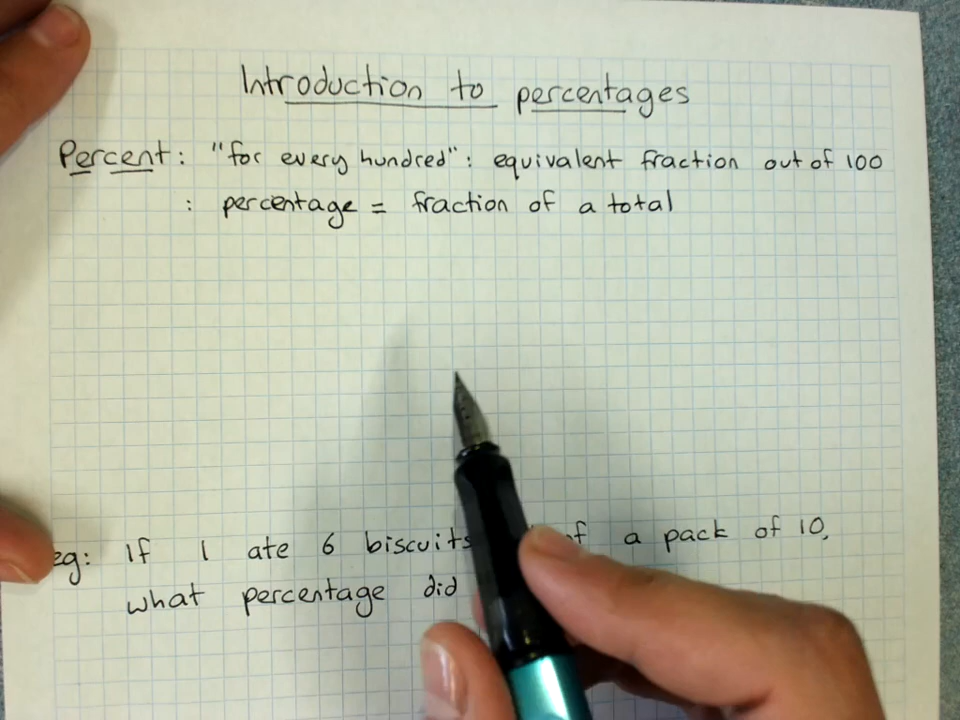 Introduction to percentages
Percent: "for every hundred": equivalent fraction out of 100
: percentage = fraction of a total
eg: If I ate 6 biscuits of a pack of 10,
what percentage did